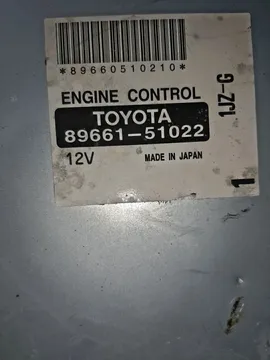 *89660510210*
ENGINE CONTROL
TOYOTA
89661-51022
12V MADE IN JAPAN
1JZ-G
1